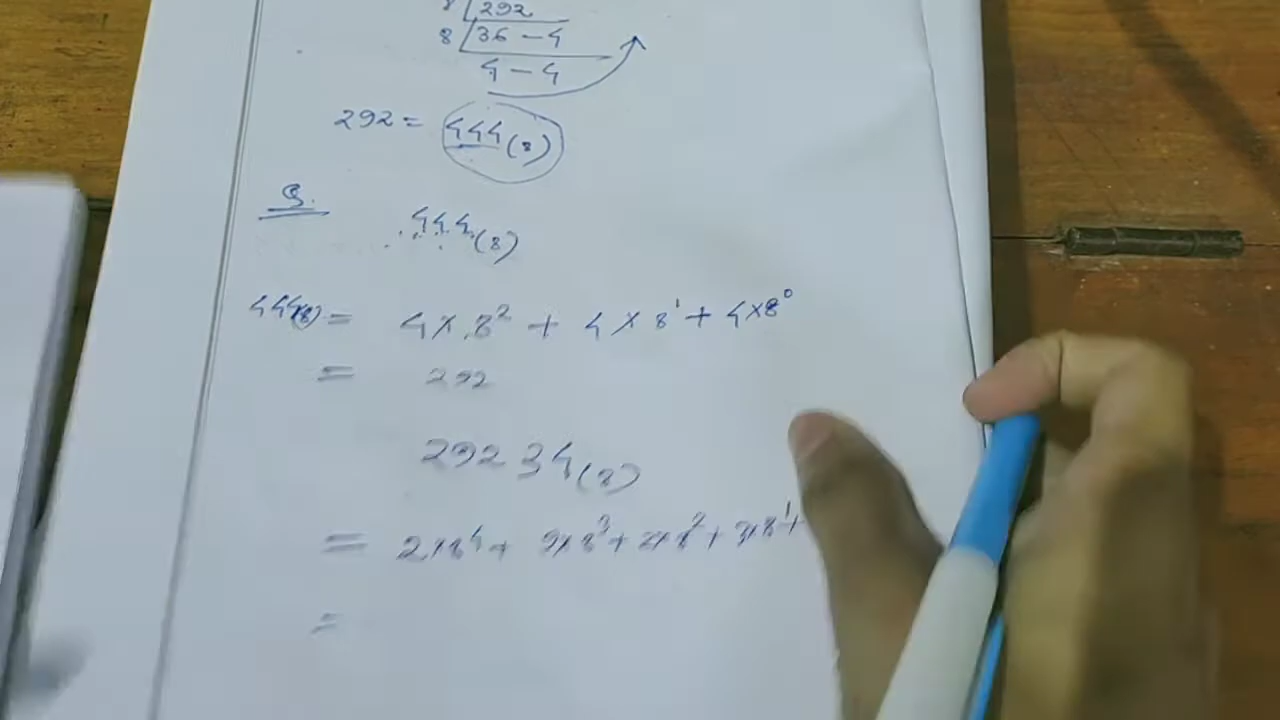 8 | 292
8 | 36 - 4
4 - 4
292 = 444(8)
Q.
444(8)
444(8) = 4 × 8² + 4 × 8¹ + 4×8⁰
= 292
29234(8)
= 2×8⁴ + 9×8³ + 2×8² + 3×8¹ +
=